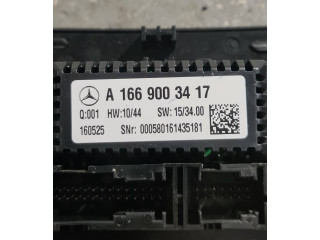 A 166 900 34 17
Q:001 HW:10/44 SW:15/34.00
160525 SNr: 000580161435181